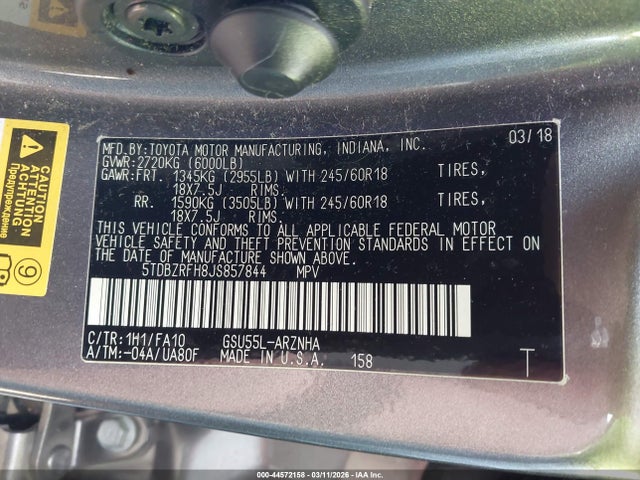 MFD.BY:TOYOTA MOTOR MANUFACTURING, INDIANA, INC. 03/18
GVWR:2720KG (6000LB)
GAWR:FRT. 1345KG (2955LB) WITH 245/60R18 TIRES,
18X7.5J RIMS.
RR. 1590KG (3505LB) WITH 245/60R18 TIRES,
18X7.5J RIMS.
THIS VEHICLE CONFORMS TO ALL APPLICABLE FEDERAL MOTOR
VEHICLE SAFETY AND THEFT PREVENTION STANDARDS IN EFFECT ON
THE DATE OF MANUFACTURE SHOWN ABOVE.
5TDBZRFH8JS857844 MPV
C/TR:1H1/FA10 GSU55L-ARZNHA
A/TM:-04A/UA80F MADE IN U.S.A. 158 T
CAUTION
ATTENTION
ACHTUNG
Предупреждение
9
000-44572158 - 03/11/2026 - IAA Inc.